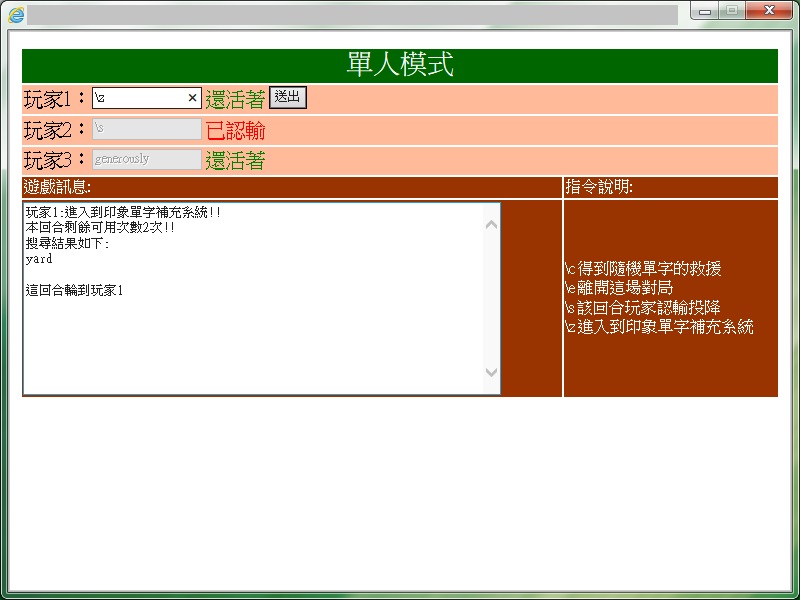 單人模式
玩家1：\z × 還活著 送出
玩家2：\s 已認輸
玩家3：generously 還活著
遊戲訊息:
指令說明:
玩家1:進入到印象單字補充系統!!
本回合剩餘可用次數2次!!
搜尋結果如下:
yard
這回合輪到玩家1
\c得到隨機單字的救援
\e離開這場對局
\s該回合玩家認輸投降
\z進入到印象單字補充系統